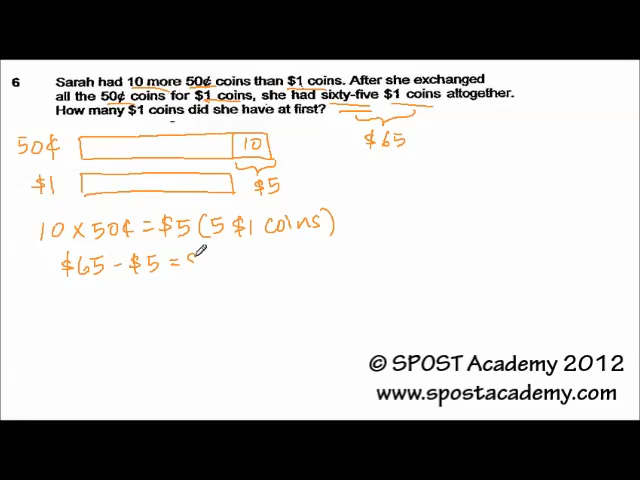 6 Sarah had 10 more 50¢ coins than $1 coins. After she exchanged
all the 50¢ coins for $1 coins, she had sixty-five $1 coins altogether.
How many $1 coins did she have at first?
$65
50¢ 10
$1 $5
10 x 50¢ = $5 (5 $1 coins)
$65 - $5 =
© SPOST Academy 2012
www.spostacademy.com